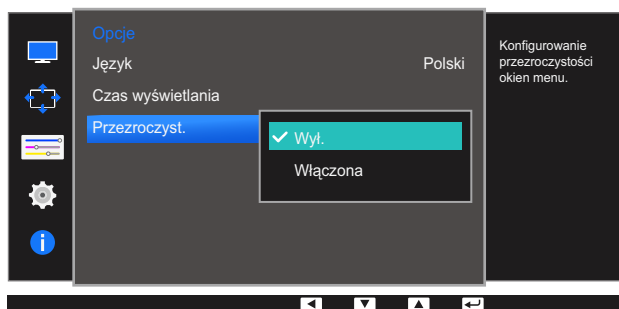 Opcje
Język Polski
Czas wyświetlania
Przezroczyst.
Wył.
Włączona
Konfigurowanie
przezroczystości
okien menu.